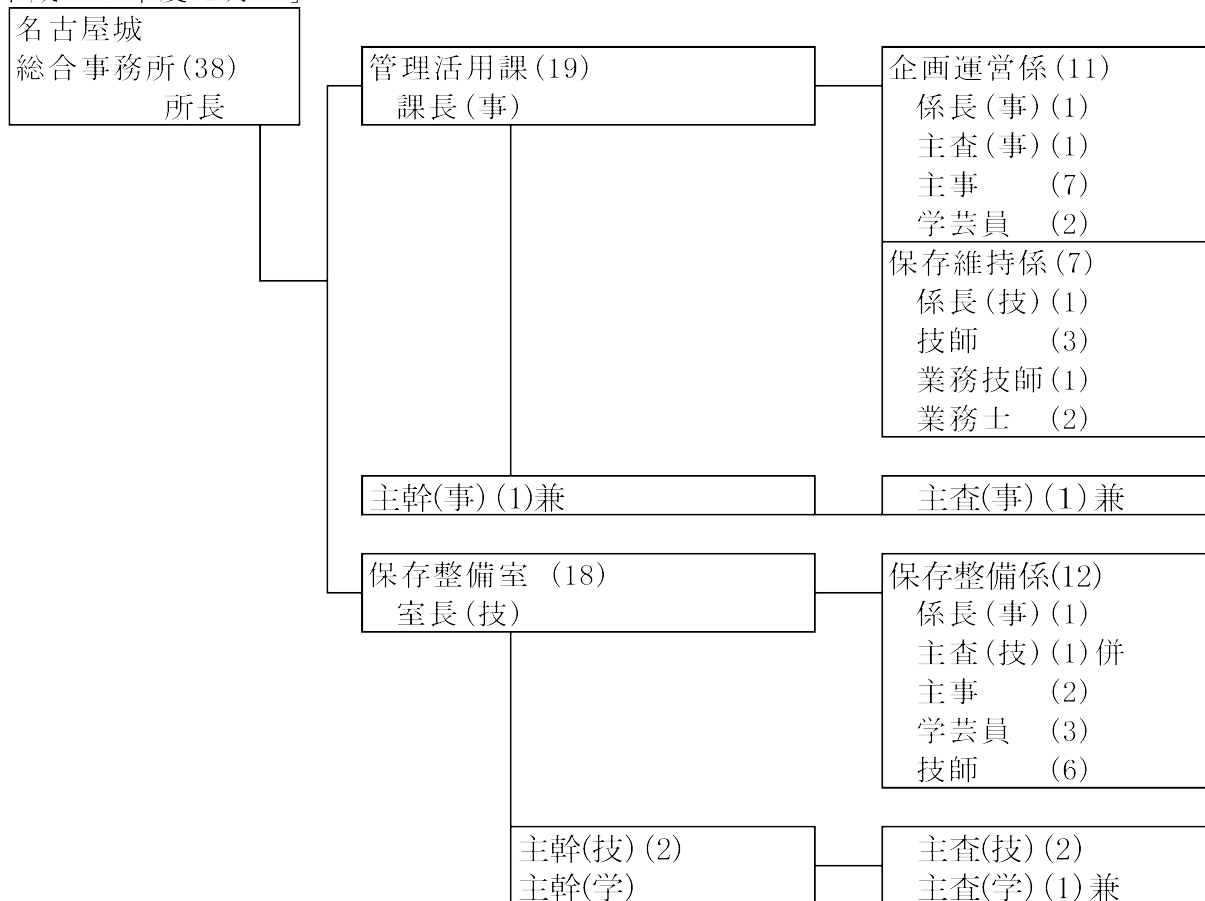 名古屋城
総合事務所(38)
所長
管理活用課(19)
課長(事)
企画運営係(11)
係長(事)(1)
主査(事)(1)
主事 (7)
学芸員 (2)
保存維持係(7)
係長(技)(1)
技師 (3)
業務技師(1)
業務士 (2)
主幹(事)(1)兼
主査(事)(1)兼
保存整備室 (18)
室長(技)
保存整備係(12)
係長(事)(1)
主査(技)(1)併
主事 (2)
学芸員 (3)
技師 (6)
主幹(技)(2)
主幹(学)
主査(技)(2)
主査(学)(1)兼